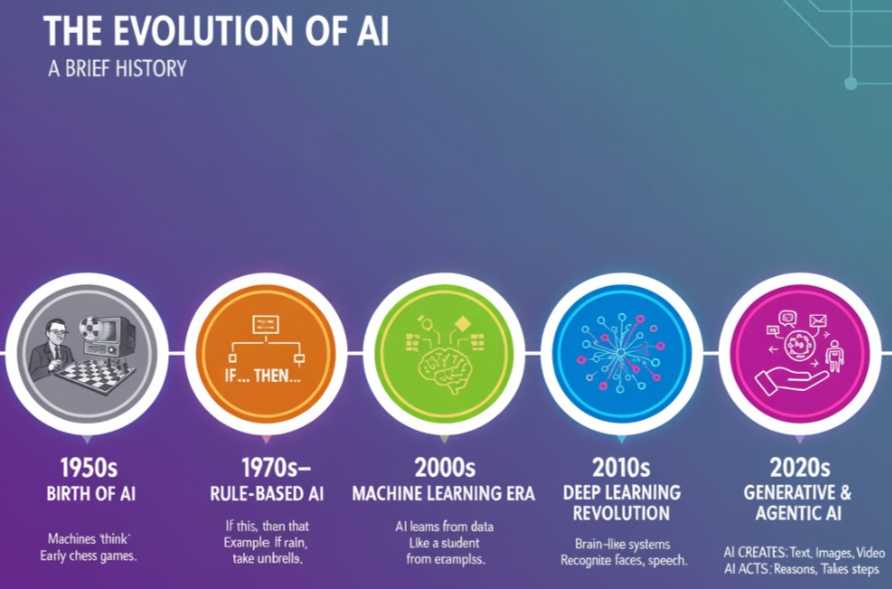 THE EVOLUTION OF AI
A BRIEF HISTORY
IF... THEN...
1950s
BIRTH OF AI
Machines 'think'
Early chess games.
1970s–
RULE-BASED AI
If this, then that
Example If rain,
take unbrells.
2000s
MACHINE LEARNING ERA
AI leams from data
Like a student
from ecamplss.
2010s
DEEP LEARNING
REVOLUTION
Brain-like systems
Recognize faces, speech.
2020s
GENERATIVE &
AGENTIC AI
AI CREATES: Text, Images, Video
AI ACTS: Reasons, Takes steps